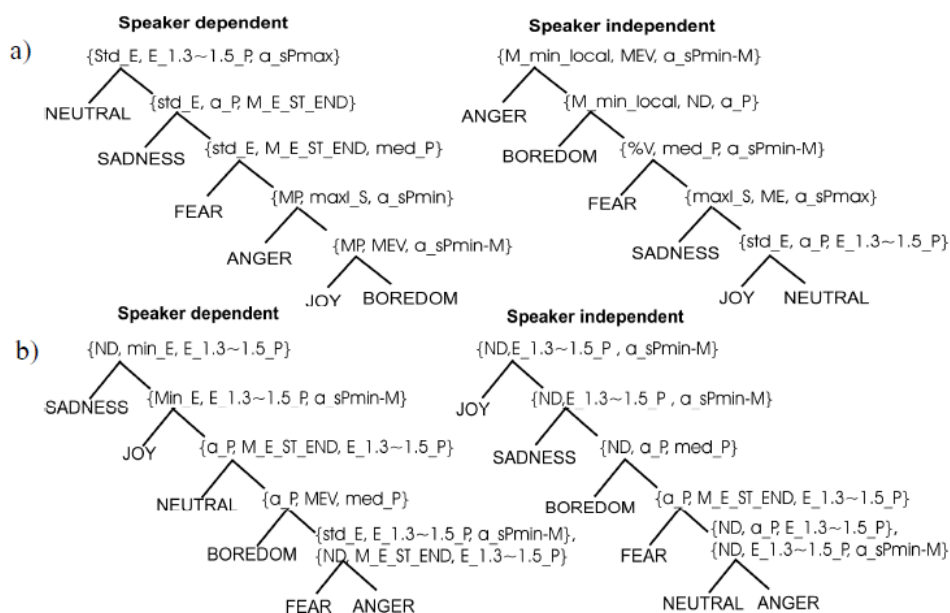 a)
Speaker dependent
{Std_E, E_1.3~1.5_P, a_sPmax}
NEUTRAL
{std_E, a_P, M_E_ST_END}
SADNESS
{std_E, M_E_ST_END, med_P}
FEAR
{MP, maxI_S, a_sPmin}
ANGER
{MP, MEV, a_sPmin-M}
JOY BOREDOM
Speaker independent
{M_min_local, MEV, a_sPmin-M}
ANGER
{M_min_local, ND, a_P}
BOREDOM
{%V, med_P, a_sPmin-M}
FEAR
{maxI_S, ME, a_sPmax}
SADNESS
{std_E, a_P, E_1.3~1.5_P}
JOY NEUTRAL
b)
Speaker dependent
{ND, min_E, E_1.3~1.5_P}
SADNESS
{Min_E, E_1.3~1.5_P, a_sPmin-M}
JOY
{a_P, M_E_ST_END, E_1.3~1.5_P}
NEUTRAL
{a_P, MEV, med_P}
BOREDOM
{std_E, E_1.3~1.5_P, a_sPmin-M},
{ND, M_E_ST_END, E_1.3~1.5_P}
FEAR ANGER
Speaker independent
{ND,E_1.3~1.5_P , a_sPmin-M}
JOY
{ND,E_1.3~1.5_P , a_sPmin-M}
SADNESS
{ND, a_P, med_P}
BOREDOM
{a_P, M_E_ST_END, E_1.3~1.5_P}
FEAR
{ND, a_P, E_1.3~1.5_P},
{ND, E_1.3~1.5_P, a_sPmin-M}
NEUTRAL ANGER